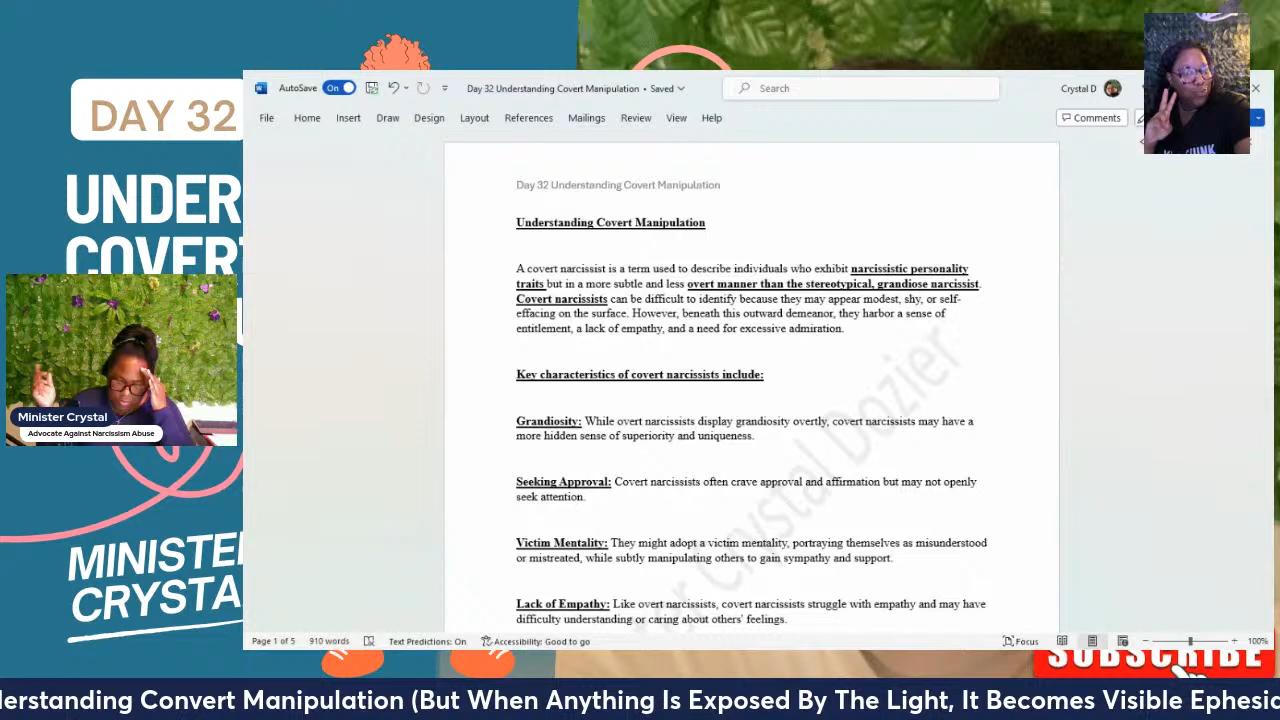 DAY 32
UNDER
COVERT
MINISTE
CRYSTA
Minister Crystal
Advocate Against Narcissism Abuse
AutoSave On Day 32 Understanding Covert Manipulation • Saved Search Crystal D
File Home Insert Draw Design Layout References Mailings Review View Help Comments
Day 32 Understanding Covert Manipulation
Understanding Covert Manipulation
A covert narcissist is a term used to describe individuals who exhibit narcissistic personality
traits but in a more subtle and less overt manner than the stereotypical, grandiose narcissist.
Covert narcissists can be difficult to identify because they may appear modest, shy, or self-
effacing on the surface. However, beneath this outward demeanor, they harbor a sense of
entitlement, a lack of empathy, and a need for excessive admiration.
Key characteristics of covert narcissists include:
Grandiosity: While overt narcissists display grandiosity overtly, covert narcissists may have a
more hidden sense of superiority and uniqueness.
Seeking Approval: Covert narcissists often crave approval and affirmation but may not openly
seek attention.
Victim Mentality: They might adopt a victim mentality, portraying themselves as misunderstood
or mistreated, while subtly manipulating others to gain sympathy and support.
Lack of Empathy: Like overt narcissists, covert narcissists struggle with empathy and may have
difficulty understanding or caring about others' feelings.
er Crystal Dozier
Page 1 of 5 910 words Text Predictions: On Accessibility: Good to go Focus 100%
SUBSCRIBE
derstanding Convert Manipulation (But When Anything Is Exposed By The Light, It Becomes Visible Ephesic